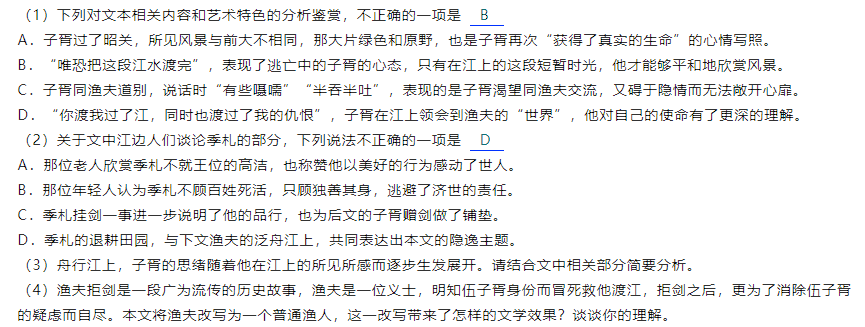 （1）下列对文本相关内容和艺术特色的分析鉴赏，不正确的一项是 B
A．子胥过了昭关，所见风景与前大不相同，那大片绿色和原野，也是子胥再次“获得了真实的生命”的心情写照。
B．“唯恐把这段江水渡完”，表现了逃亡中的子胥的心态，只有在江上的这段短暂时光，他才能够平和地欣赏风景。
C．子胥同渔夫道别，说话时“有些嗫嚅”“半吞半吐”，表现的是子胥渴望同渔夫交流，又碍于隐情而无法敞开心扉。
D．“你渡我过了江，同时也渡过了我的仇恨”，子胥在江上领会到渔夫的“世界”，他对自己的使命有了更深的理解。
（2）关于文中江边人们谈论季札的部分，下列说法不正确的一项是 D
A．那位老人欣赏季札不就王位的高洁，也称赞他以美好的行为感动了世人。
B．那位年轻人认为季札不顾百姓死活，只顾独善其身，逃避了济世的责任。
C．季札挂剑一事进一步说明了他的品行，也为后文的子胥赠剑做了铺垫。
D．季札的退耕田园，与下文渔夫的泛舟江上，共同表达出本文的隐逸主题。
（3）舟行江上，子胥的思绪随着他在江上的所见所感而逐步生发展开。请结合文中相关部分简要分析。
（4）渔夫拒剑是一段广为流传的历史故事，渔夫是一位义士，明知伍子胥身份而冒死救他渡江，拒剑之后，更为了消除伍子胥
的疑虑而自尽。本文将渔夫改写为一个普通渔人，这一改写带来了怎样的文学效果？谈谈你的理解。